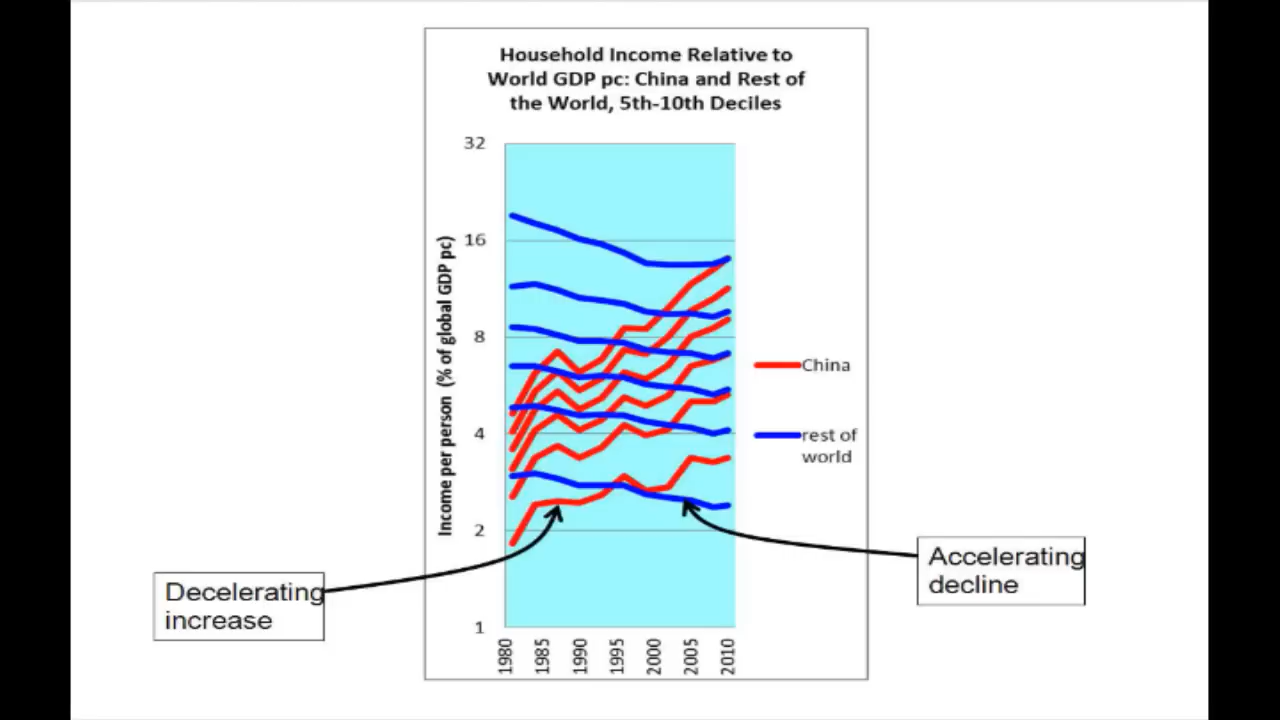 Household Income Relative to
World GDP pc: China and Rest of
the World, 5th-10th Deciles
Income per person (% of global GDP pc)
32
16
8
4
2
1
1980
1985
1990
1995
2000
2005
2010
China
rest of
world
Decelerating
increase
Accelerating
decline